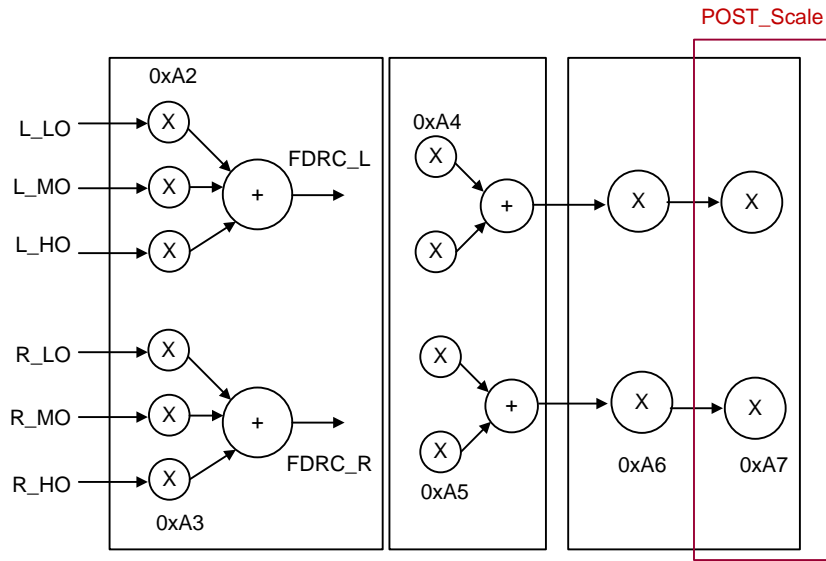 POST_Scale
0xA2
L_LO
X
0xA4
X
FDRC_L
L_MO
X
+
X
+
X
X
L_HO
X
R_LO
X
X
R_MO
X
+
+
X
X
FDRC_R
X
R_HO
X
0xA6
0xA7
0xA5
0xA3